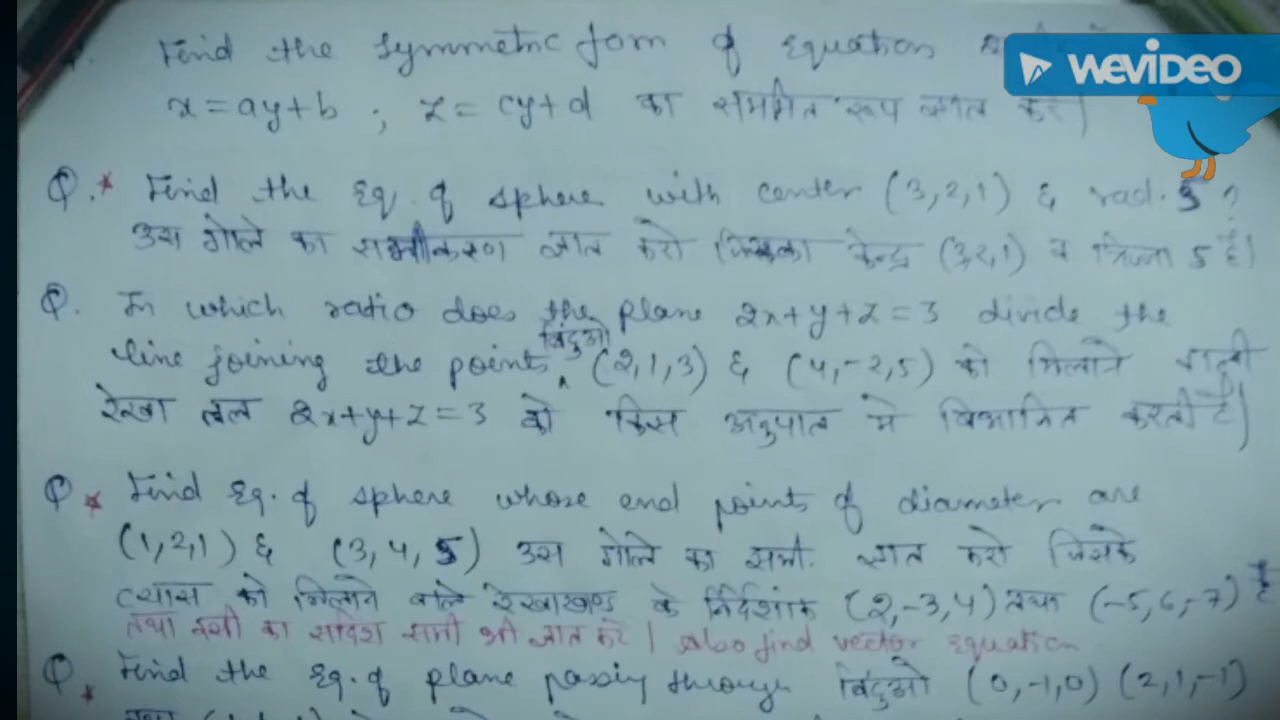 Find the symmetric form of Equation
x = ay+b ; z = cy+d का सममित रूप ज्ञात करो |
WEVIDEO
Q. * Find the Eq. of sphere with center (3,2,1) & rad. 5 ?
उस गोले का समीकरण ज्ञात करो जिसका केन्द्र (3,2,1) व त्रिज्या 5 है |
Q. In which ratio does the plane 2x+y+z = 3 divide the
line joining the points बिंदुओ (2,1,3) & (4,-2,5) को मिलाने वाली
रेखा तल 2x+y+z = 3 को किस अनुपात मे विभाजित करती है |
Q * Find Eq. of sphere whose end points of diameter are
(1,2,1) & (3,4,5) उस गोले का समी. ज्ञात करो जिसके
व्यास को मिलाने वाले रेखाखण्ड के निर्देशांक (2,-3,4) तथा (-5,6,-7) है
तथा इसी का सदिश समी भी ज्ञात करे | also find vector Equation
Q * Find the Eq. of plane passing through बिंदुओ (0,-1,0) (2,1,-1)